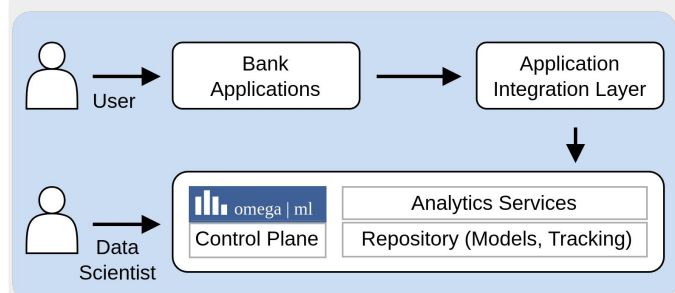 User
Bank
Applications
Application
Integration Layer
Data
Scientist
omega | ml
Control Plane
Analytics Services
Repository (Models, Tracking)